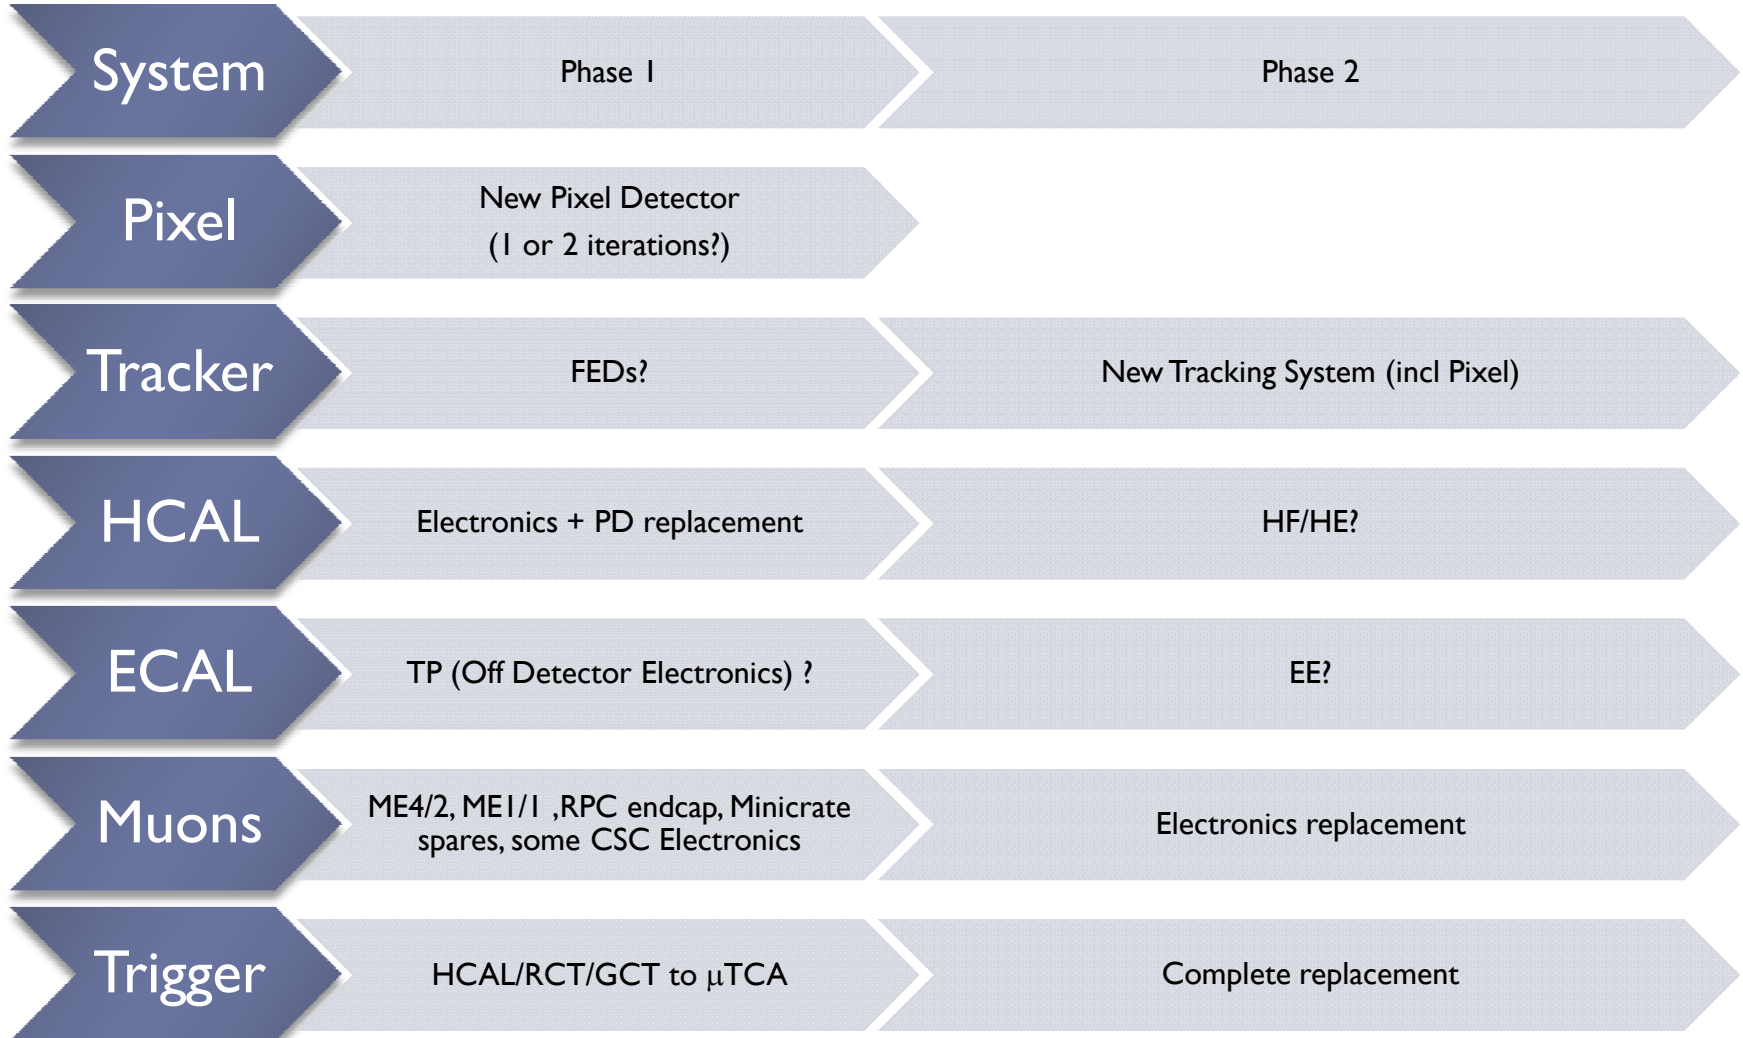 System
Phase 1
Phase 2
Pixel
New Pixel Detector
(1 or 2 iterations?)
Tracker
FEDs?
New Tracking System (incl Pixel)
HCAL
Electronics + PD replacement
HF/HE?
ECAL
TP (Off Detector Electronics) ?
EE?
Muons
ME4/2, ME1/1 ,RPC endcap, Minicrate
spares, some CSC Electronics
Electronics replacement
Trigger
HCAL/RCT/GCT to μTCA
Complete replacement